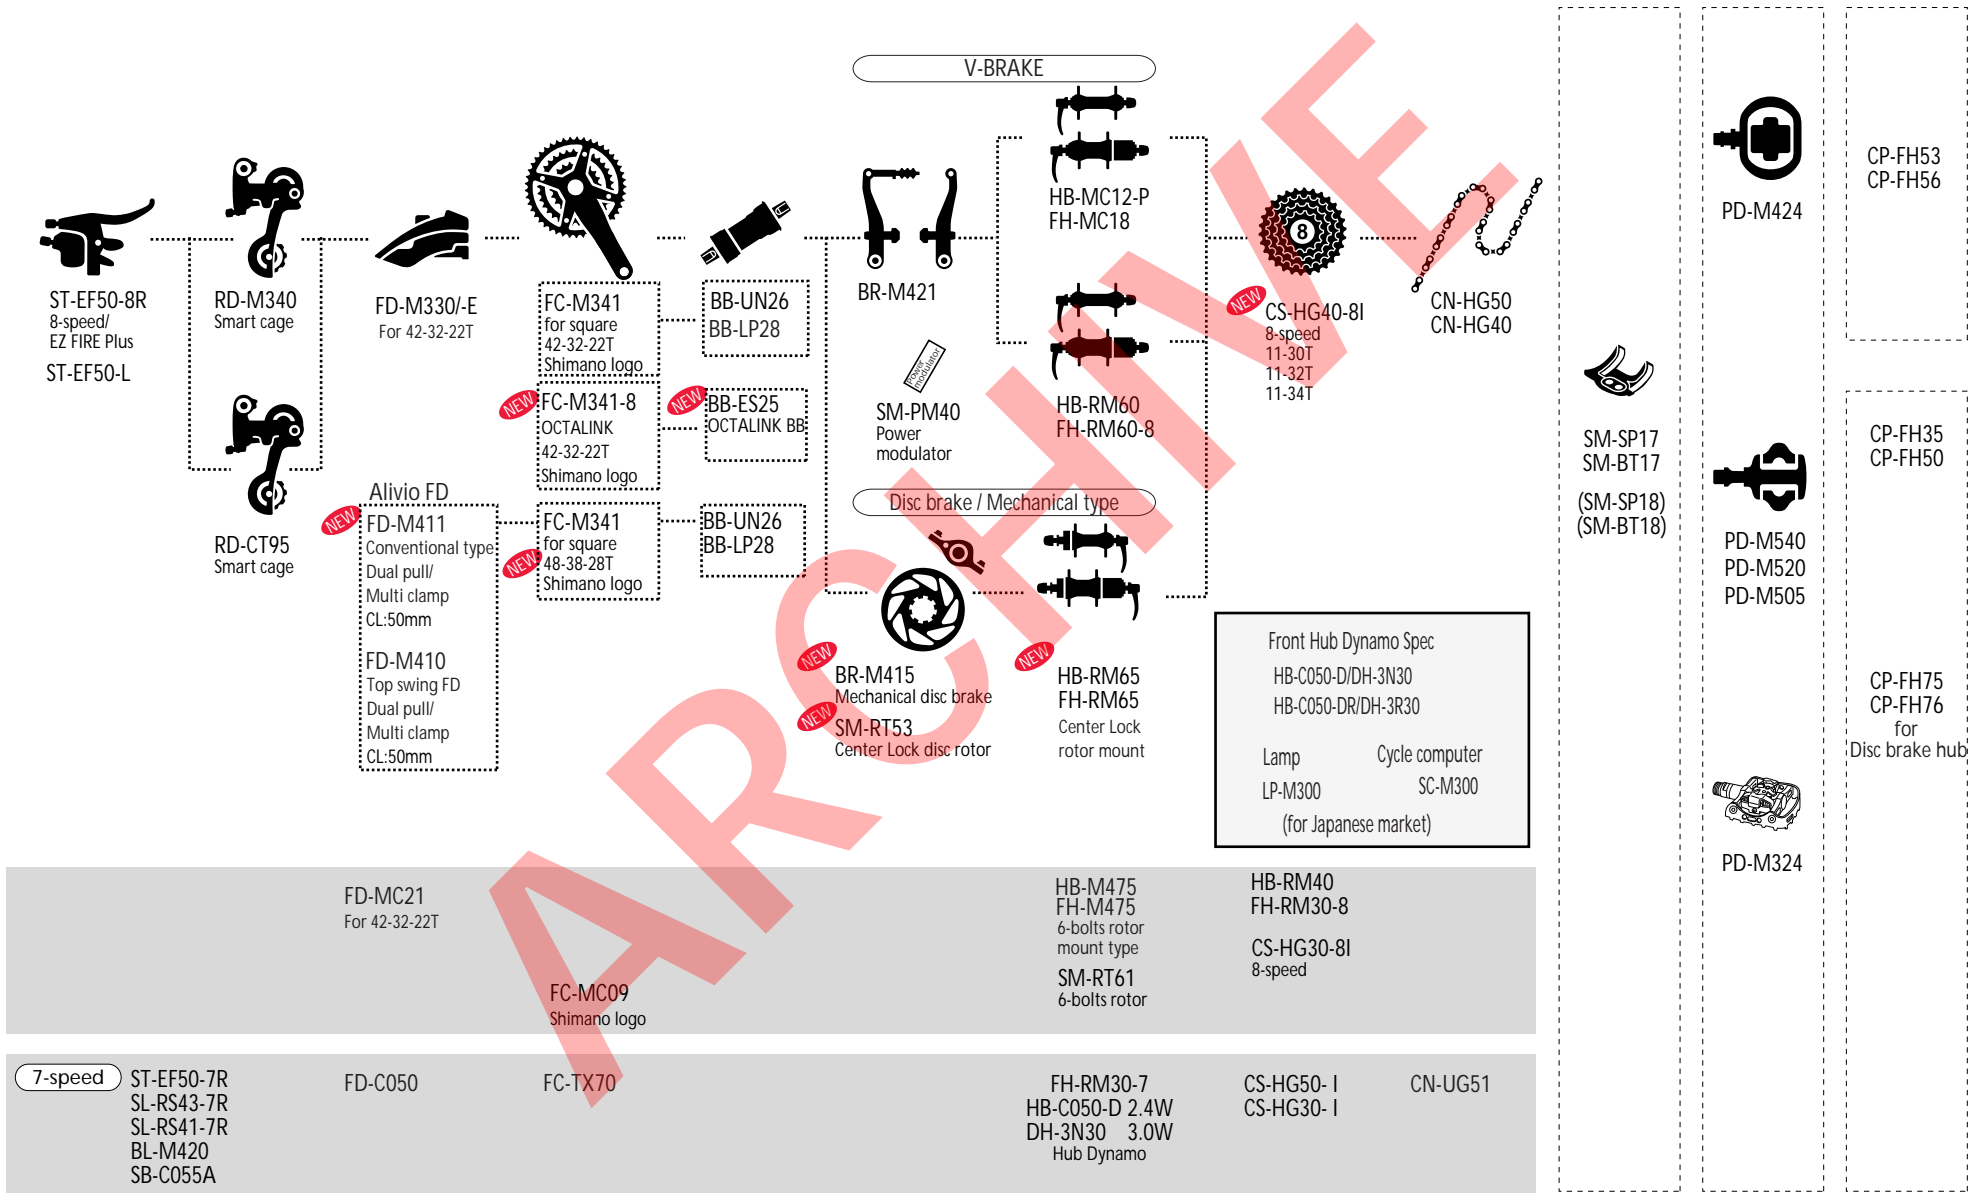 V-BRAKE
ST-EF50-8R
8-speed/
EZ FIRE Plus
ST-EF50-L
RD-M340
Smart cage
RD-CT95
Smart cage
FD-M330/-E
For 42-32-22T
Alivio FD
NEW
FD-M411
Conventional type
Dual pull/
Multi clamp
CL:50mm
FD-M410
Top swing FD
Dual pull/
Multi clamp
CL:50mm
FC-M341
for square
42-32-22T
Shimano logo
NEW
FC-M341-8
OCTALINK
42-32-22T
Shimano logo
FC-M341
for square
NEW
48-38-28T
Shimano logo
BB-UN26
BB-LP28
NEW
BB-ES25
OCTALINK BB
BB-UN26
BB-LP28
BR-M421
Power
modulator
SM-PM40
Power
modulator
HB-MC12-P
FH-MC18
HB-RM60
FH-RM60-8
Disc brake / Mechanical type
NEW
BR-M415
Mechanical disc brake
NEW
SM-RT53
Center Lock disc rotor
NEW
HB-RM65
FH-RM65
Center Lock
rotor mount
8
NEW
CS-HG40-8I
8-speed
11-30T
11-32T
11-34T
CN-HG50
CN-HG40
Front Hub Dynamo Spec
HB-C050-D/DH-3N30
HB-C050-DR/DH-3R30
Lamp
Cycle computer
LP-M300
SC-M300
(for Japanese market)
SM-SP17
SM-BT17
(SM-SP18)
(SM-BT18)
PD-M424
PD-M540
PD-M520
PD-M505
PD-M324
CP-FH53
CP-FH56
CP-FH35
CP-FH50
CP-FH75
CP-FH76
for
Disc brake hub
FD-MC21
For 42-32-22T
FC-MC09
Shimano logo
HB-M475
FH-M475
6-bolts rotor
mount type
SM-RT61
6-bolts rotor
HB-RM40
FH-RM30-8
CS-HG30-8I
8-speed
7-speed
ST-EF50-7R
SL-RS43-7R
SL-RS41-7R
BL-M420
SB-C055A
FD-C050
FC-TX70
FH-RM30-7
HB-C050-D 2.4W
DH-3N30 3.0W
Hub Dynamo
CS-HG50- I
CS-HG30- I
CN-UG51
ARCHIVE